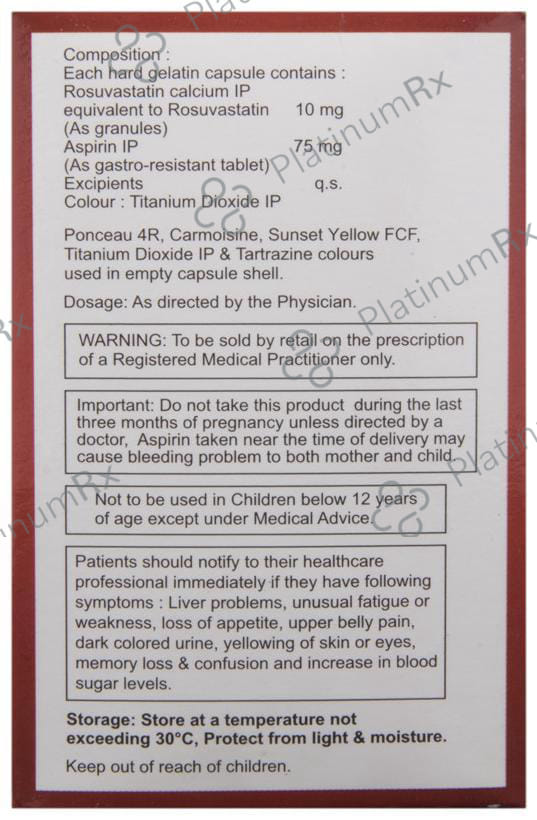 Composition :
Each hard gelatin capsule contains :
Rosuvastatin calcium IP
equivalent to Rosuvastatin 10 mg
(As granules)
Aspirin IP 75 mg
(As gastro-resistant tablet)
Excipients q.s.
Colour : Titanium Dioxide IP
Ponceau 4R, Carmoisine, Sunset Yellow FCF,
Titanium Dioxide IP & Tartrazine colours
used in empty capsule shell.
Dosage: As directed by the Physician.
WARNING: To be sold by retail on the prescription
of a Registered Medical Practitioner only.
Important: Do not take this product during the last
three months of pregnancy unless directed by a
doctor, Aspirin taken near the time of delivery may
cause bleeding problem to both mother and child.
Not to be used in Children below 12 years
of age except under Medical Advice.
Patients should notify to their healthcare
professional immediately if they have following
symptoms : Liver problems, unusual fatigue or
weakness, loss of appetite, upper belly pain,
dark colored urine, yellowing of skin or eyes,
memory loss & confusion and increase in blood
sugar levels.
Storage: Store at a temperature not
exceeding 30°C, Protect from light & moisture.
Keep out of reach of children.
PlatinumRx
PlatinumRx